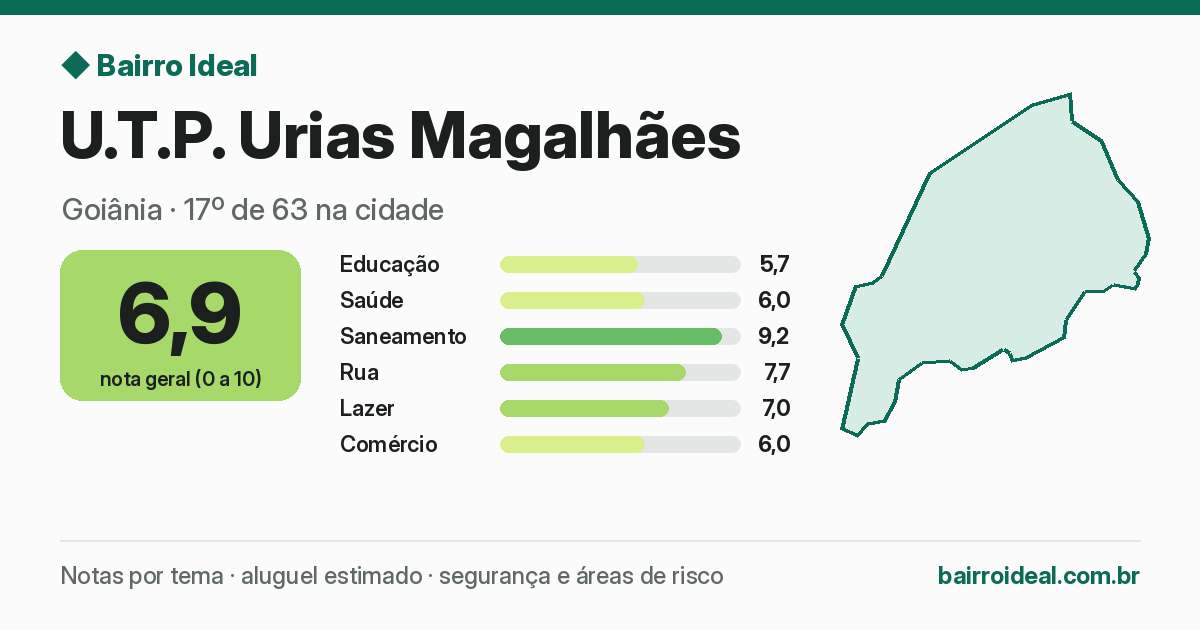 Bairro Ideal
U.T.P. Urias Magalhães
Goiânia · 17º de 63 na cidade
6,9
nota geral (0 a 10)
Educação 5,7
Saúde 6,0
Saneamento 9,2
Rua 7,7
Lazer 7,0
Comércio 6,0
Notas por tema · aluguel estimado · segurança e áreas de risco
bairroideal.com.br